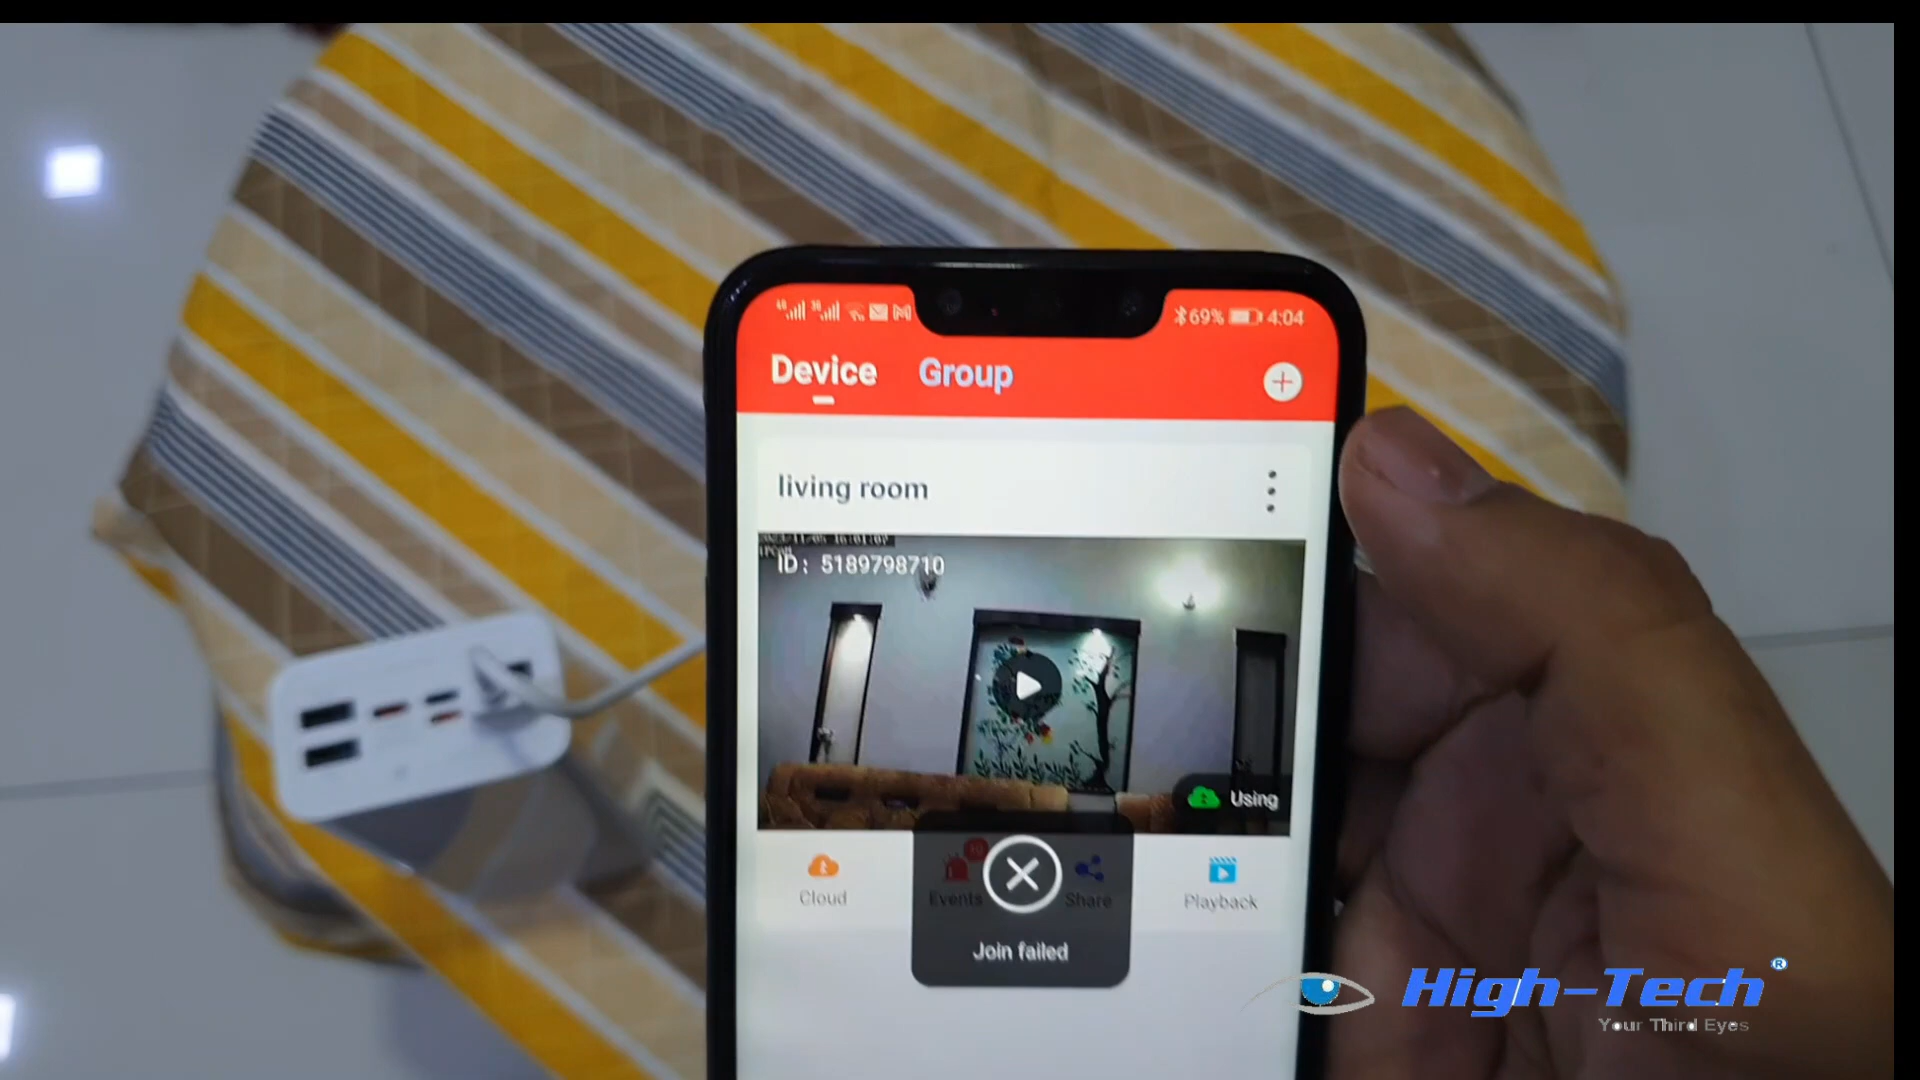 69% 4:04
Device Group
living room
ID: 5189798710
Using
Cloud
Events
Share
Playback
Join failed
High-Tech®
Your Third Eyes